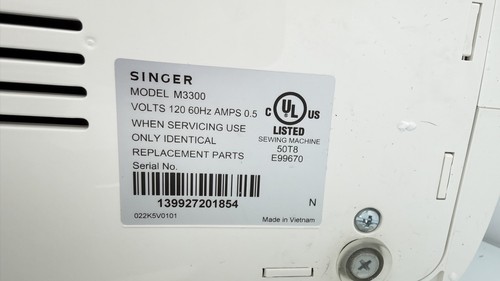 SINGER
MODEL M3300
VOLTS 120 60Hz AMPS 0.5
WHEN SERVICING USE
ONLY IDENTICAL
REPLACEMENT PARTS
Serial No.
C UL US
LISTED
SEWING MACHINE
50T8
E99670
139927201854 N
022K5V0101 Made in Vietnam